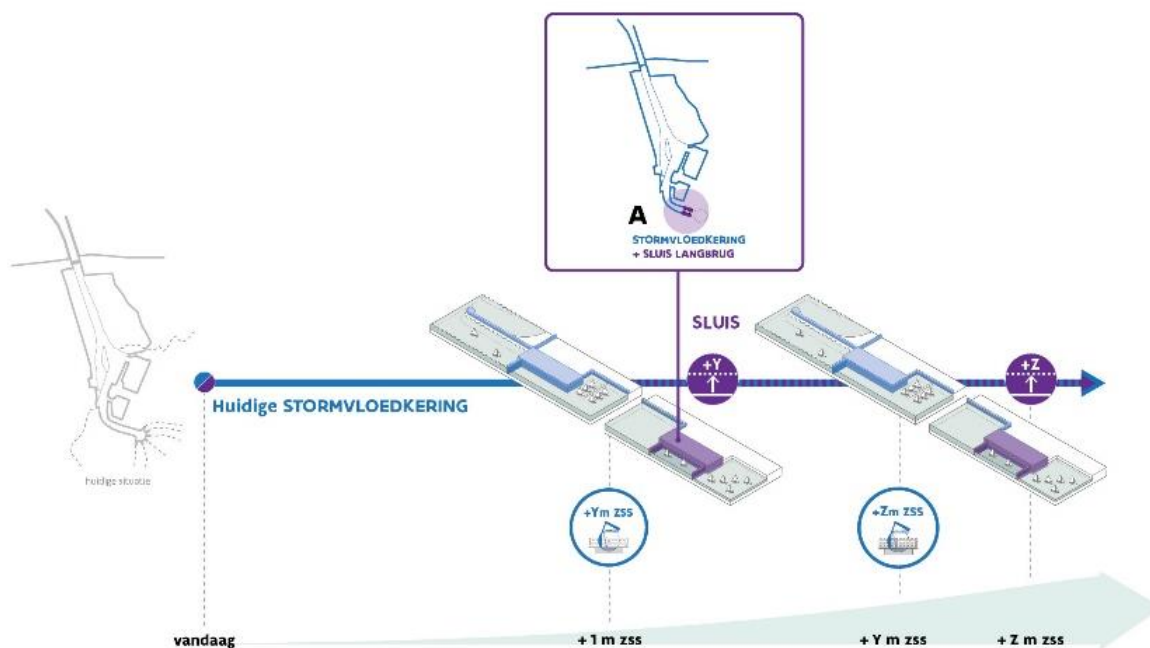 A
STORMVLOEDKERING
+ SLUIS LANGBRUG
SLUIS
+Y
+Z
Huidige STORMVLOEDKERING
huidige situatie
+Ym zss
+Zm zss
vandaag
+ 1 m zss
+ Y m zss
+ Z m zss